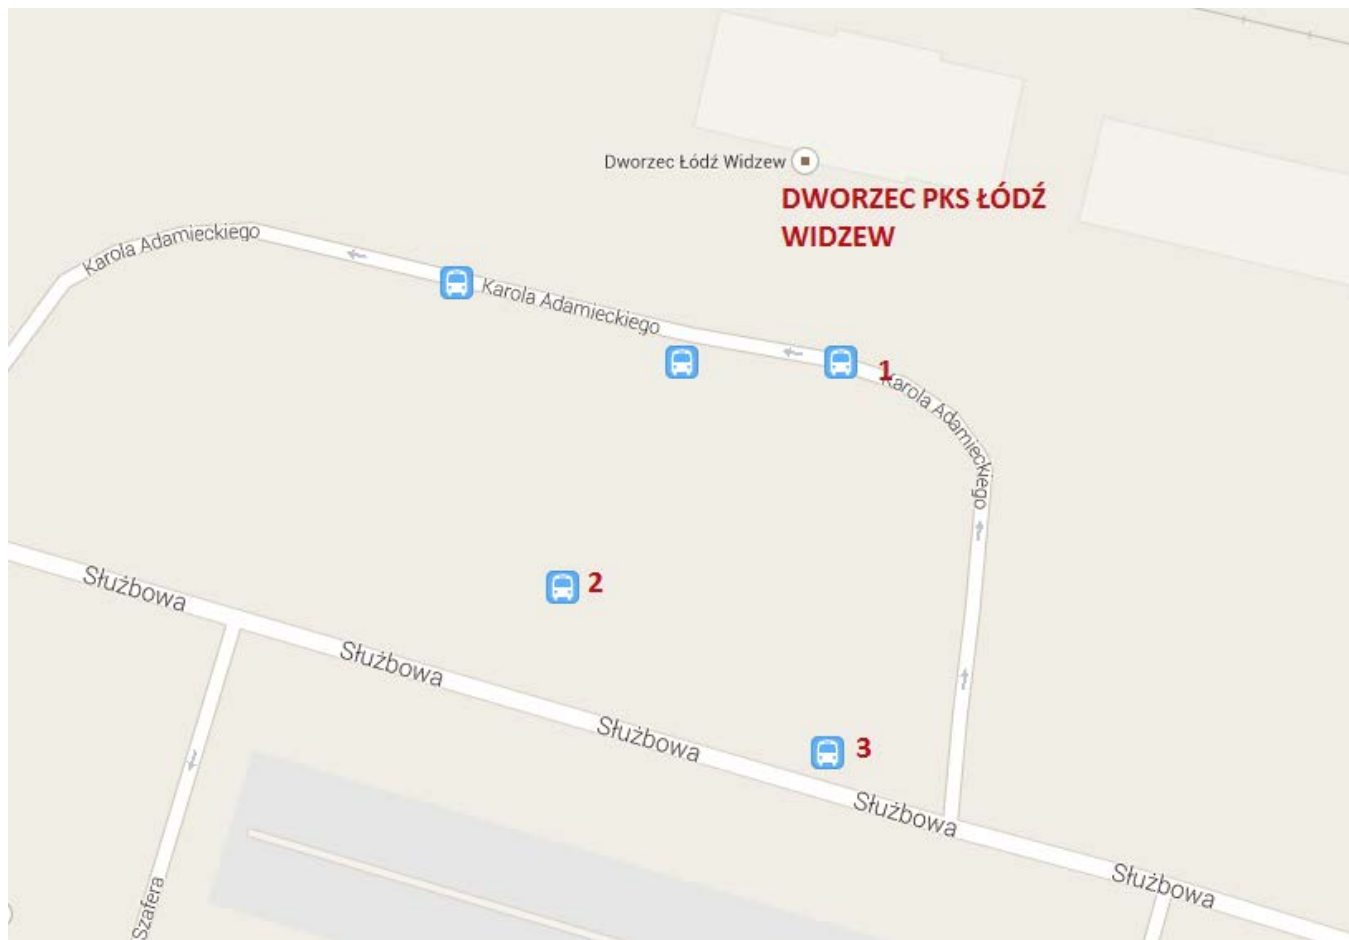 Dworzec Łódź Widzew
DWORZEC PKS ŁÓDŹ
WIDZEW
Karola Adamieckiego
Karola Adamieckiego
1
Karola Adamieckiego
2
Służbowa
Służbowa
Służbowa
3
Służbowa
Służbowa
Szafera